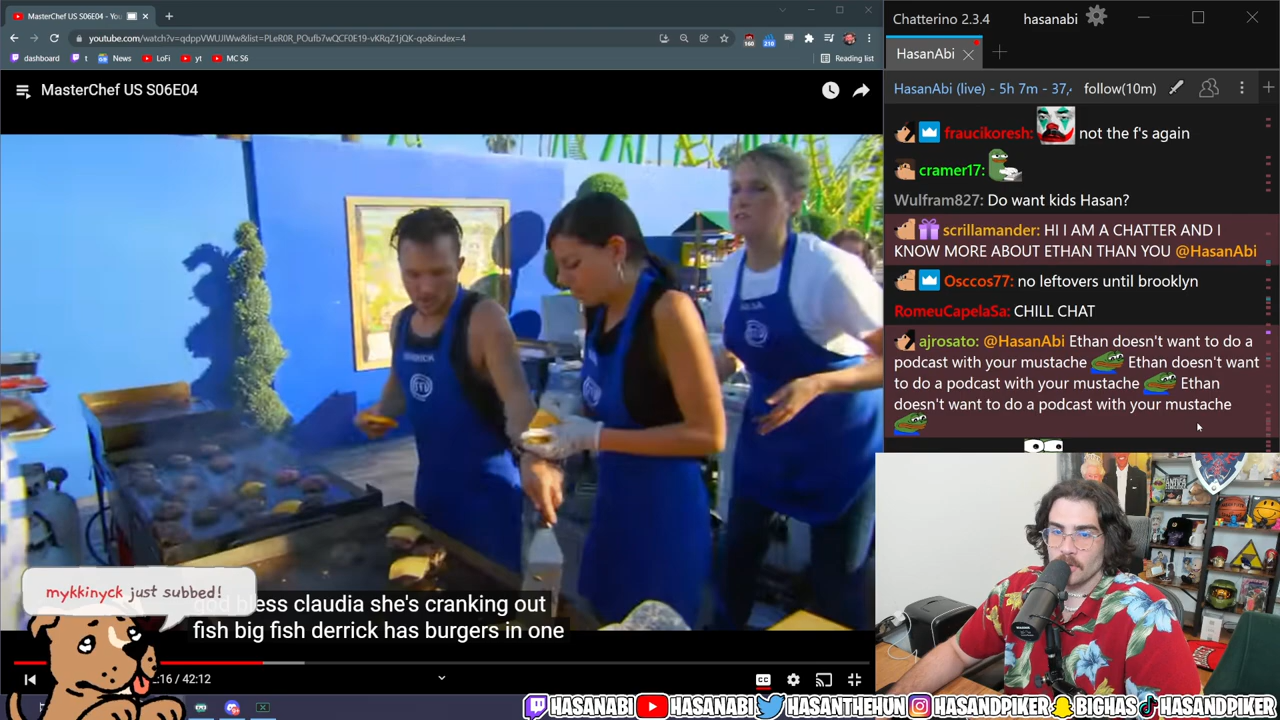 MasterChef US S06E04 - You
youtube.com/watch?v=qdppVWUJIWw&list=PLeR0R_POufb7wQCF0E19-vKRqZ1jQK-qo&index=4
160
210
dashboard
t
News
LoFi
yt
MC S6
Reading list
MasterChef US S06E04
god bless claudia she's cranking out
fish big fish derrick has burgers in one
mykkinyck just subbed!
:16 / 42:12
CC
Chatterino 2.3.4
hasanabi
HasanAbi
HasanAbi (live) - 5h 7m - 37,
follow(10m)
fraucikoresh: not the f's again
cramer17:
Wulfram827: Do want kids Hasan?
scrillamander: HI I AM A CHATTER AND I
KNOW MORE ABOUT ETHAN THAN YOU @HasanAbi
Osccos77: no leftovers until brooklyn
RomeuCapelaSa: CHILL CHAT
ajrosato: @HasanAbi Ethan doesn't want to do a
podcast with your mustache Ethan doesn't want
to do a podcast with your mustache Ethan
doesn't want to do a podcast with your mustache
HASANABI
HASANABI
HASANTHEHUN
HASANDPIKER
BIGHAS
HASANDPIKER